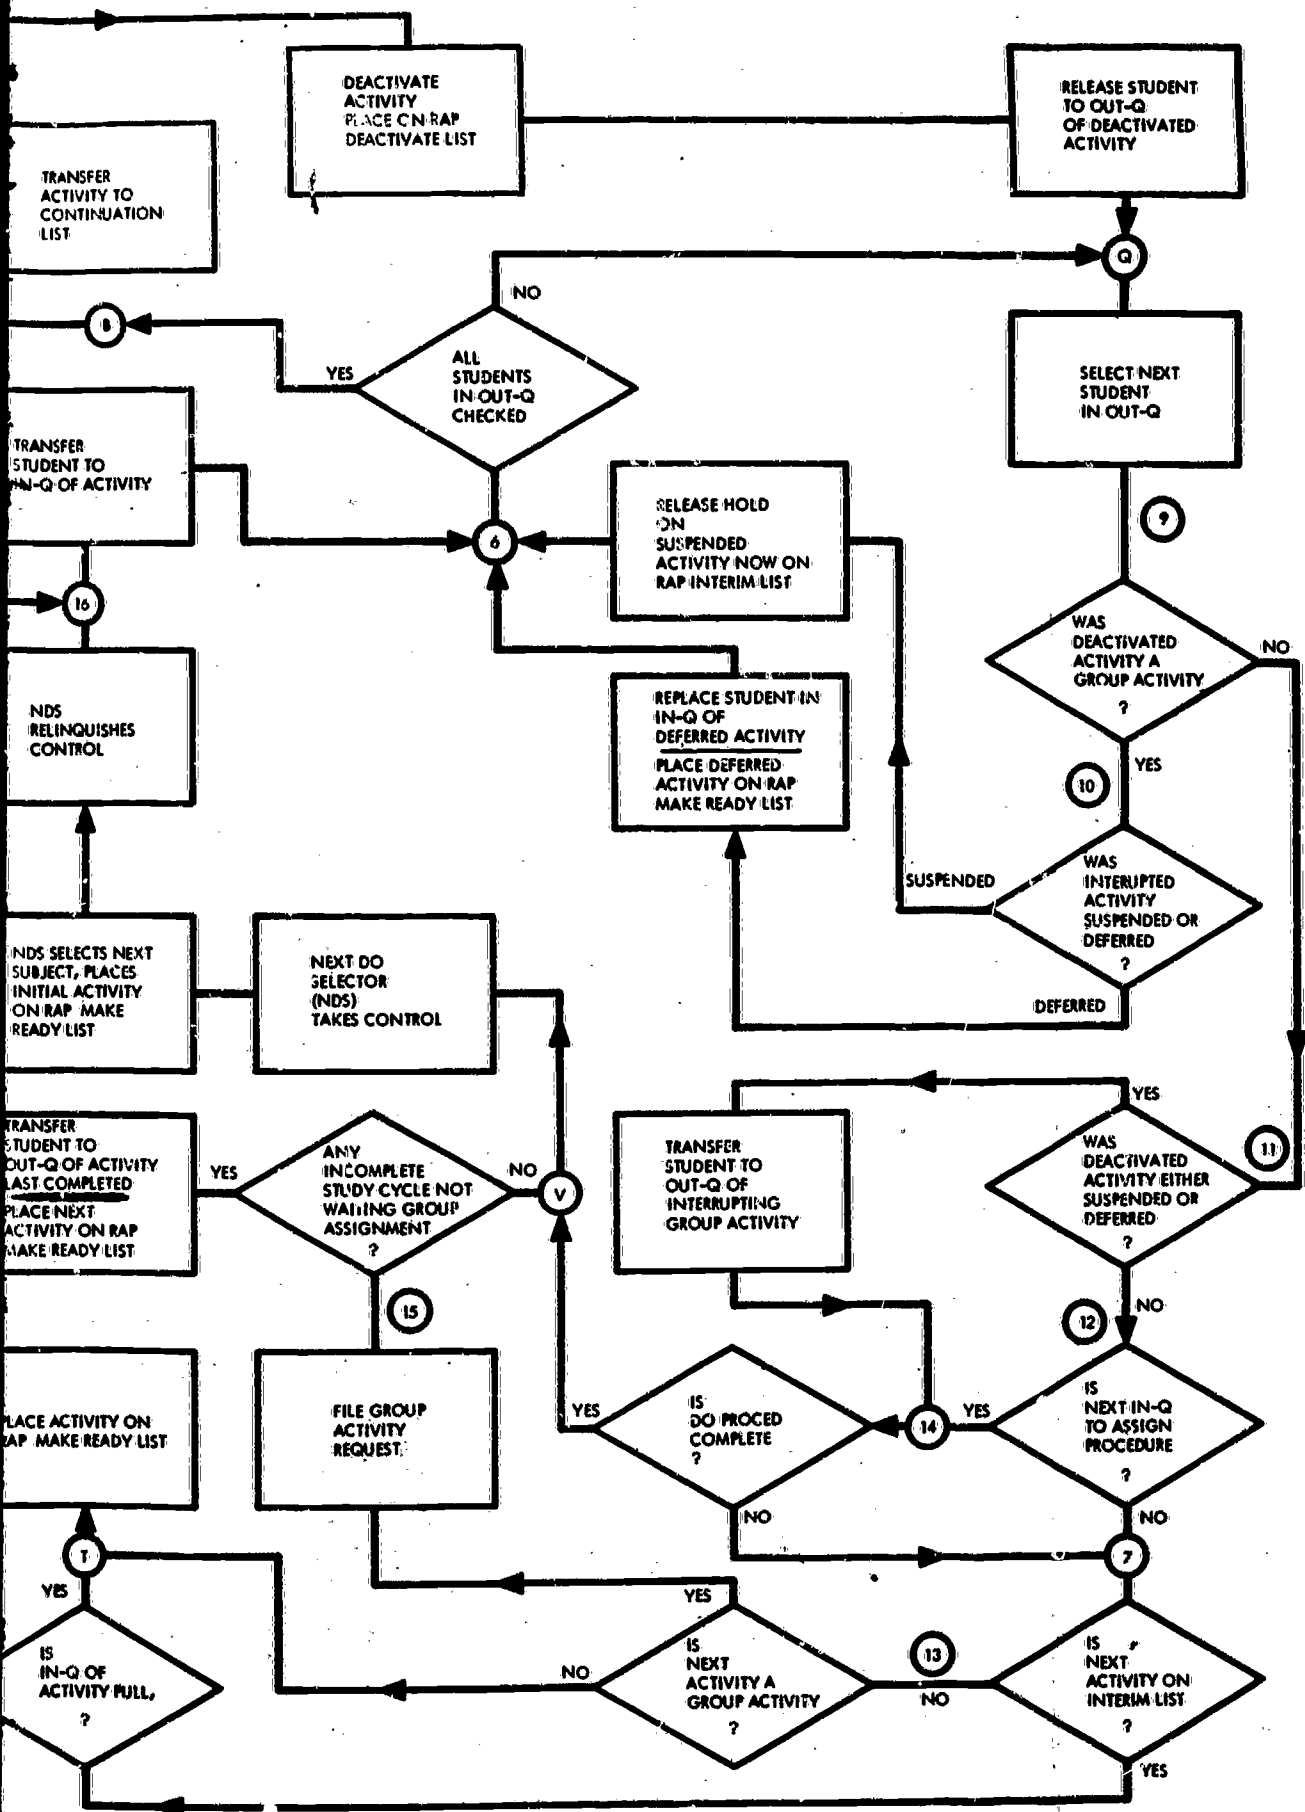 DEACTIVATE
ACTIVITY
PLACE ON RAP
DEACTIVATE LIST
RELEASE STUDENT
TO OUT-Q
OF DEACTIVATED
ACTIVITY
TRANSFER
ACTIVITY TO
CONTINUATION
LIST
Q
NO
B
YES
ALL
STUDENTS
IN OUT-Q
CHECKED
SELECT NEXT
STUDENT
IN OUT-Q
TRANSFER
STUDENT TO
IN-Q OF ACTIVITY
6
RELEASE HOLD
ON
SUSPENDED
ACTIVITY NOW ON
RAP INTERIM LIST
9
16
WAS
DEACTIVATED
ACTIVITY A
GROUP ACTIVITY
?
NO
NDS
RELINQUISHES
CONTROL
REPLACE STUDENT IN
IN-Q OF
DEFERRED ACTIVITY
PLACE DEFERRED
ACTIVITY ON RAP
MAKE READY LIST
YES
10
WAS
INTERUPTED
ACTIVITY
SUSPENDED OR
DEFERRED
?
SUSPENDED
DEFERRED
NDS SELECTS NEXT
SUBJECT, PLACES
INITIAL ACTIVITY
ON RAP MAKE
READY LIST
NEXT DO
SELECTOR
(NDS)
TAKES CONTROL
YES
TRANSFER
STUDENT TO
OUT-Q OF ACTIVITY
LAST COMPLETED
PLACE NEXT
ACTIVITY ON RAP
MAKE READY LIST
YES
ANY
INCOMPLETE
STUDY CYCLE NOT
WAITING GROUP
ASSIGNMENT
?
NO
V
TRANSFER
STUDENT TO
OUT-Q OF
INTERRUPTING
GROUP ACTIVITY
WAS
DEACTIVATED
ACTIVITY EITHER
SUSPENDED OR
DEFERRED
?
11
15
NO
12
PLACE ACTIVITY ON
RAP MAKE READY LIST
FILE GROUP
ACTIVITY
REQUEST
YES
IS
DO PROCED
COMPLETE
?
14
YES
IS
NEXT IN-Q
TO ASSIGN
PROCEDURE
?
NO
NO
T
7
YES
YES
IS
IN-Q OF
ACTIVITY FULL,
?
NO
IS
NEXT
ACTIVITY A
GROUP ACTIVITY
?
13
NO
IS
NEXT
ACTIVITY ON
INTERIM LIST
?
YES